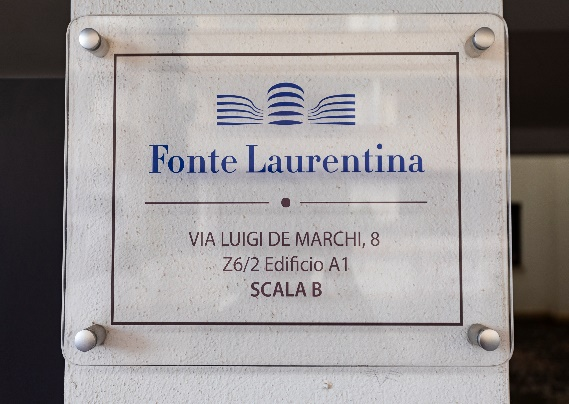 Fonte Laurentina
VIA LUIGI DE MARCHI, 8
Z6/2 Edificio A1
SCALA B